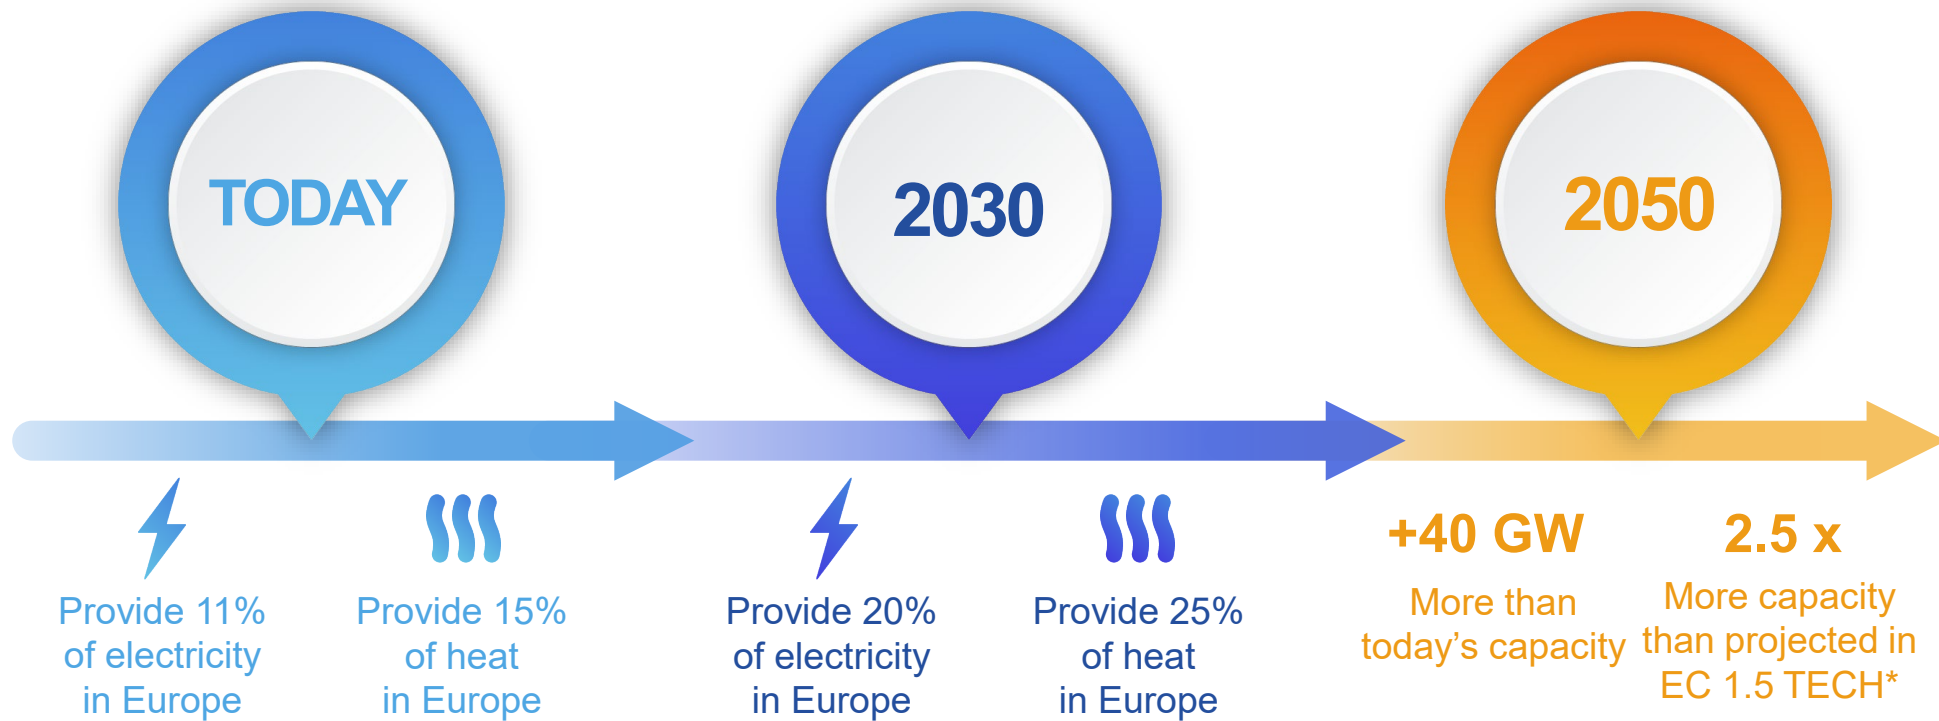 TODAY
2030
2050
Provide 11%
of electricity
in Europe
Provide 15%
of heat
in Europe
Provide 20%
of electricity
in Europe
Provide 25%
of heat
in Europe
+40 GW
More than
today's capacity
2.5 x
More capacity
than projected in
EC 1.5 TECH*